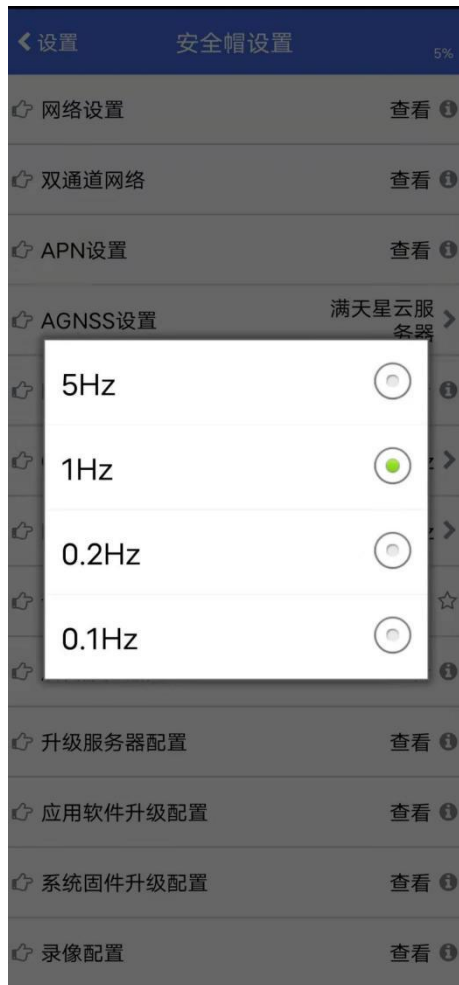 设置
安全帽设置
5%
网络设置 查看
双通道网络 查看
APN设置 查看
AGNSS设置 满天星云服
务器
5Hz
1Hz
0.2Hz
0.1Hz
升级服务器配置 查看
应用软件升级配置 查看
系统固件升级配置 查看
录像配置 查看